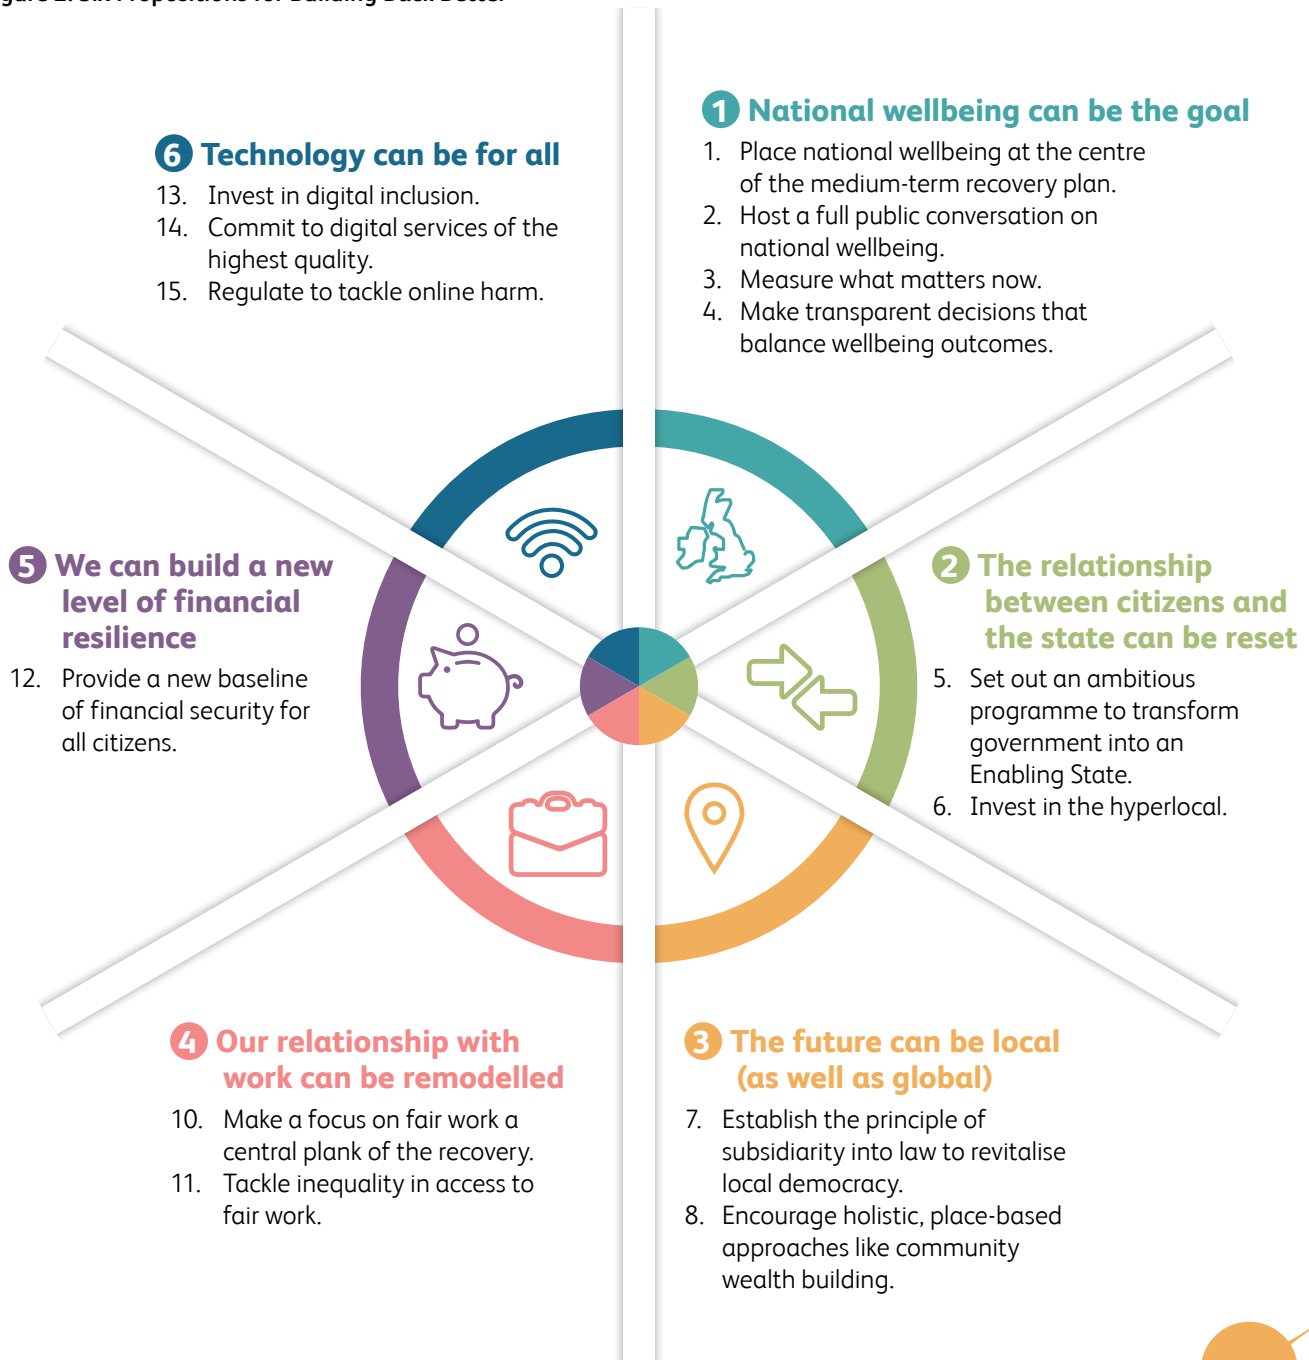 1 National wellbeing can be the goal
1. Place national wellbeing at the centre
of the medium-term recovery plan.
2. Host a full public conversation on
national wellbeing.
3. Measure what matters now.
4. Make transparent decisions that
balance wellbeing outcomes.
2 The relationship
between citizens and
the state can be reset
5. Set out an ambitious
programme to transform
government into an
Enabling State.
6. Invest in the hyperlocal.
3 The future can be local
(as well as global)
7. Establish the principle of
subsidiarity into law to revitalise
local democracy.
8. Encourage holistic, place-based
approaches like community
wealth building.
4 Our relationship with
work can be remodelled
10. Make a focus on fair work a
central plank of the recovery.
11. Tackle inequality in access to
fair work.
5 We can build a new
level of financial
resilience
12. Provide a new baseline
of financial security for
all citizens.
6 Technology can be for all
13. Invest in digital inclusion.
14. Commit to digital services of the
highest quality.
15. Regulate to tackle online harm.